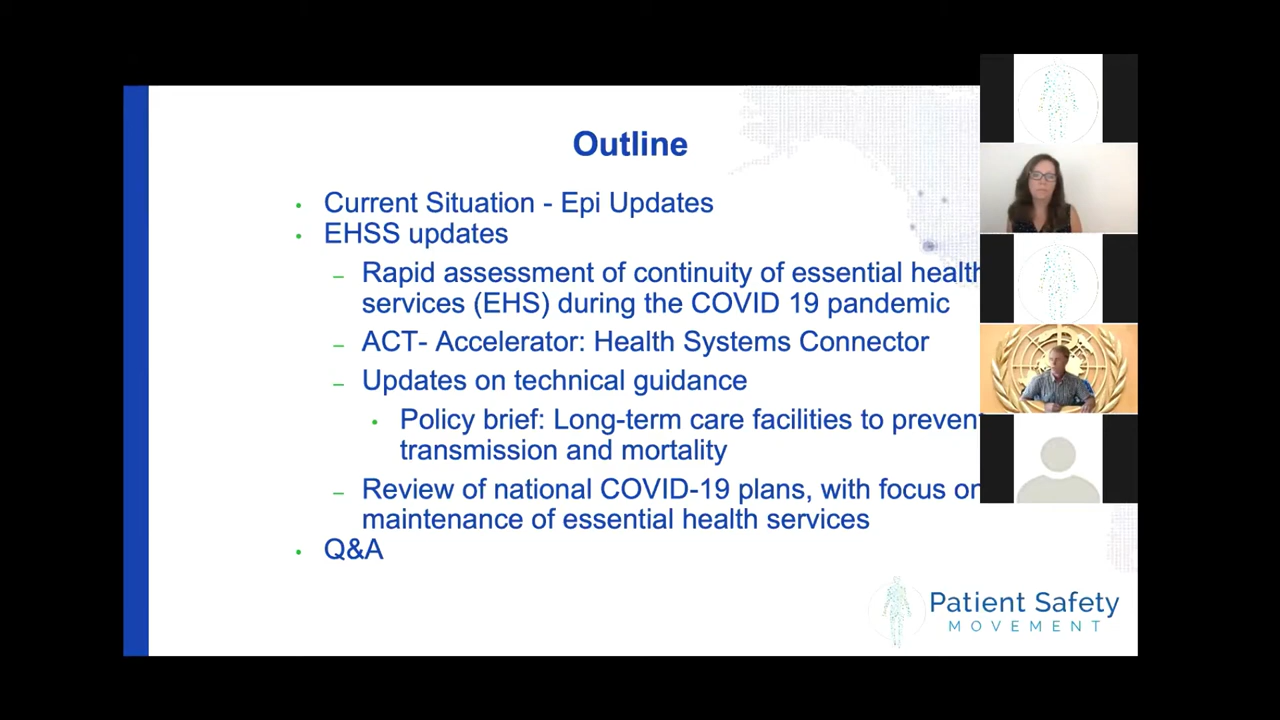 Outline
• Current Situation - Epi Updates
• EHSS updates
– Rapid assessment of continuity of essential health
services (EHS) during the COVID 19 pandemic
– ACT- Accelerator: Health Systems Connector
– Updates on technical guidance
• Policy brief: Long-term care facilities to prevent
transmission and mortality
– Review of national COVID-19 plans, with focus on
maintenance of essential health services
• Q&A
Patient Safety
MOVEMENT